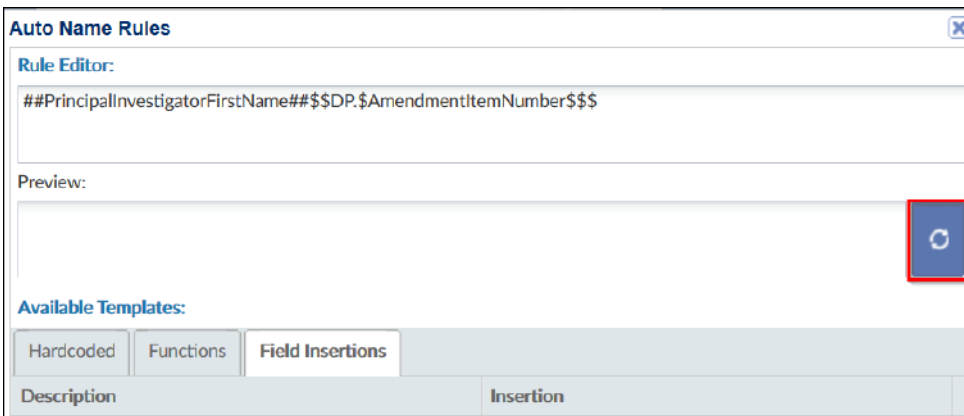 Auto Name Rules
Rule Editor:
##PrincipalInvestigatorFirstName##$$DP.$AmendmentItemNumber$$$
Preview:
Available Templates:
Hardcoded Functions Field Insertions
Description Insertion